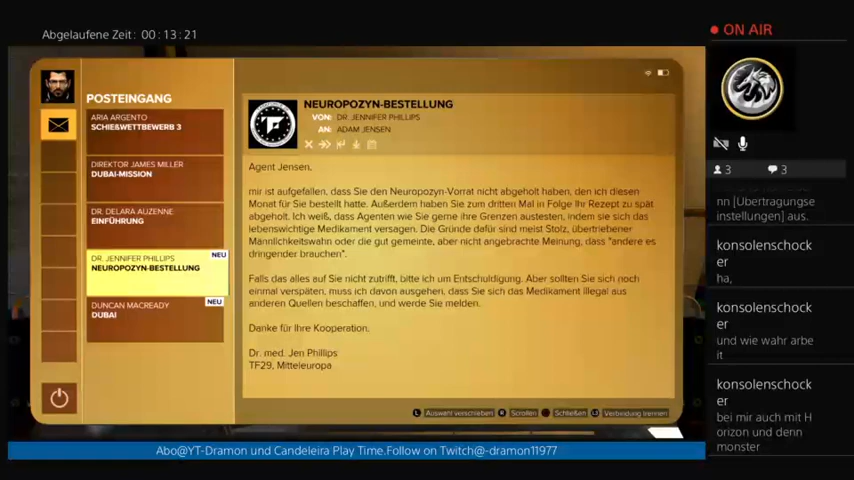 Abgelaufene Zeit: 00:13:21
POSTEINGANG
ARIA ARGENTO
SCHIEẞWETTBEWERB 3
DIREKTOR JAMES MILLER
DUBAI-MISSION
DR. DELARA AUZENNE
EINFÜHRUNG
DR. JENNIFER PHILLIPS
NEU
NEUROPOZYN-BESTELLUNG
DUNCAN MACREADY
NEU
DUBAI
NEUROPOZYN-BESTELLUNG
VON: DR. JENNIFER PHILLIPS
AN: ADAM JENSEN
Agent Jensen,
mir ist aufgefallen, dass Sie den Neuropozyn-Vorrat nicht abgeholt haben, den ich diesen
Monat für Sie bestellt hatte. Außerdem haben Sie zum dritten Mal in Folge Ihr Rezept zu spät
abgeholt. Ich weiß, dass Agenten wie Sie gerne ihre Grenzen austesten, indem sie sich das
lebenswichtige Medikament versagen. Die Gründe dafür sind meist Stolz, übertriebener
Männlichkeitswahn oder die gut gemeinte, aber nicht angebrachte Meinung, dass "andere es
dringender brauchen".
Falls das alles auf Sie nicht zutrifft, bitte ich um Entschuldigung. Aber sollten Sie sich noch
einmal verspäten, muss ich davon ausgehen, dass Sie sich das Medikament illegal aus
anderen Quellen beschaffen, und werde Sie melden.
Danke für Ihre Kooperation.
Dr. med. Jen Phillips
TF29, Mitteleuropa
L Auswahl verschieben R Scrollen Schließen Verbindung trennen
Abo@YT-Dramon und Candeleira Play Time.Follow on Twitch@-dramon11977
ON AIR
3 3
nn [Übertragungse
instellungen] aus.
konsolenschock
er
ha,
konsolenschock
er
und wie wahr arbe
it
konsolenschock
er
bei mir auch mit H
orizon und denn
monster